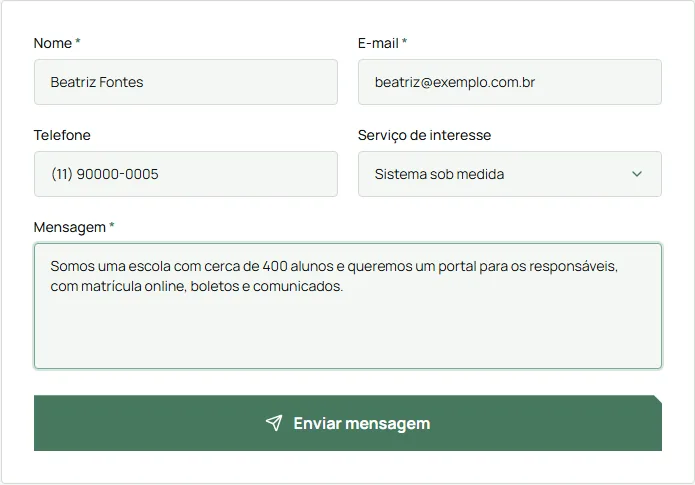 Nome *
E-mail *
Beatriz Fontes
beatriz@exemplo.com.br
Telefone
Serviço de interesse
(11) 90000-0005
Sistema sob medida
Mensagem *
Somos uma escola com cerca de 400 alunos e queremos um portal para os responsáveis,
com matrícula online, boletos e comunicados.
Enviar mensagem